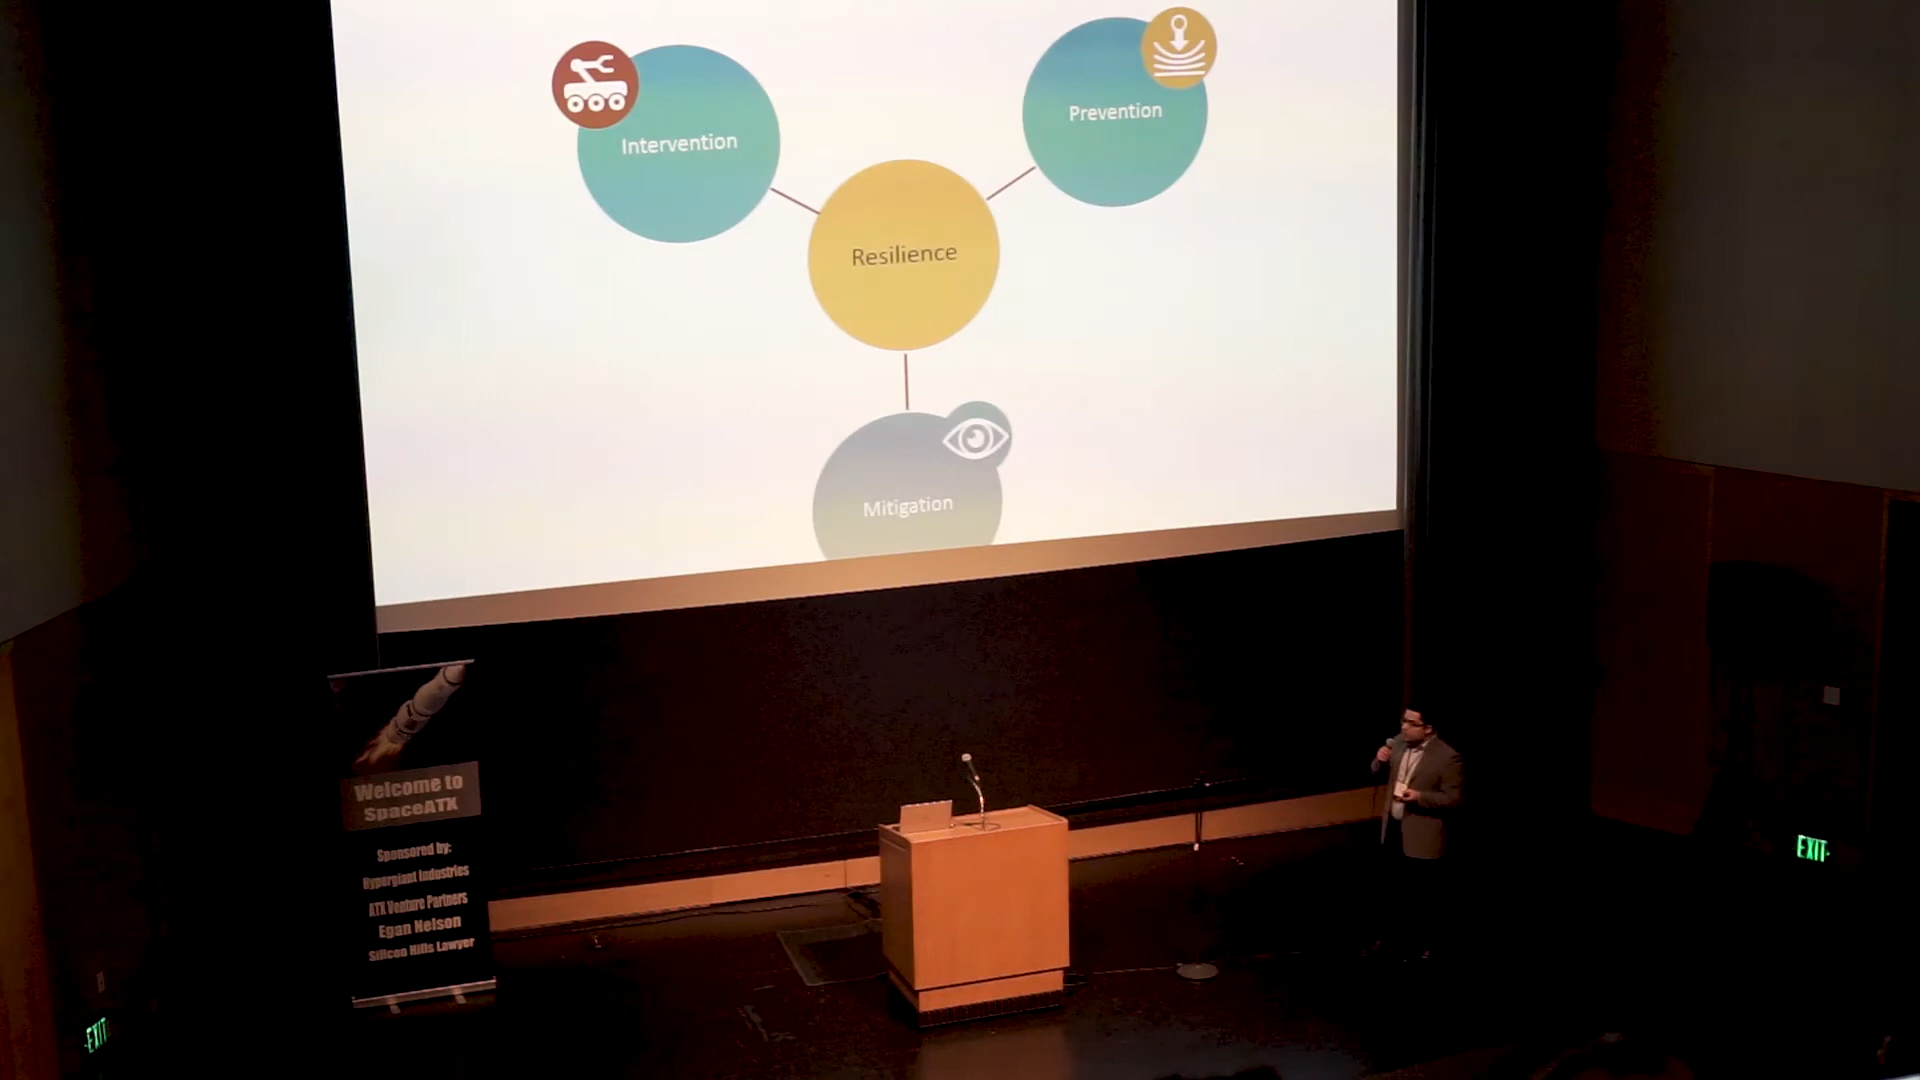 Intervention
Prevention
Resilience
Mitigation
Welcome to
SpaceATX
Sponsored by:
Hypergiant Industries
ATX Venture Partners
Egan Nelson
Silicon Hills Lawyer
EXIT
EXIT